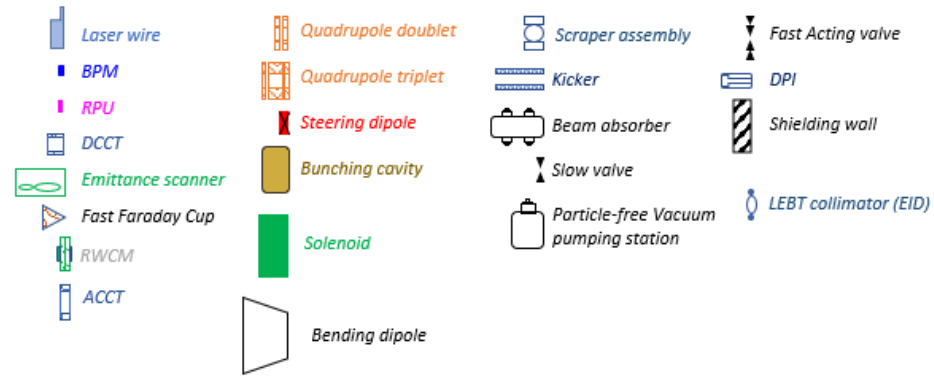 Laser wire
BPM
RPU
DCCT
Emittance scanner
Fast Faraday Cup
RWCM
ACCT
Quadrupole doublet
Quadrupole triplet
Steering dipole
Bunching cavity
Solenoid
Bending dipole
Scraper assembly
Kicker
Beam absorber
Slow valve
Particle-free Vacuum
pumping station
Fast Acting valve
DPI
Shielding wall
LEBT collimator (EID)